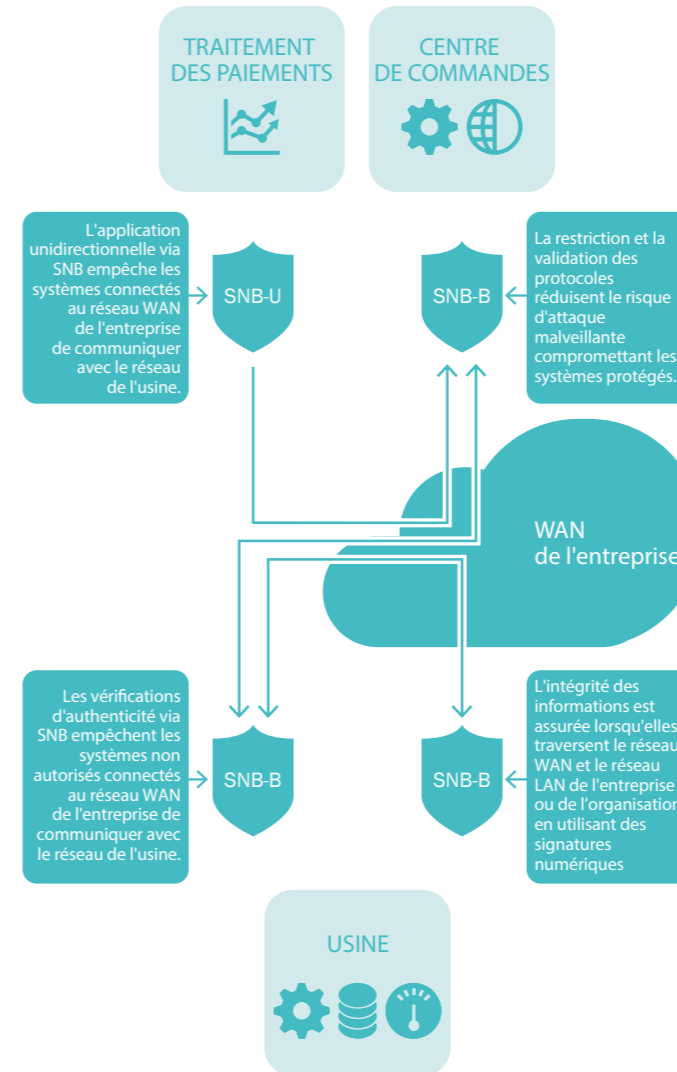 TRAITEMENT
DES PAIEMENTS
CENTRE
DE COMMANDES
L'application
unidirectionnelle via
SNB empêche les
systèmes connectés
au réseau WAN
de l'entreprise
de communiquer
avec le réseau
de l'usine.
SNB-U
SNB-B
La restriction et la
validation des
protocoles
réduisent le risque
d'attaque
malveillante
compromettant les
systèmes protégés.
WAN
de l'entreprise
Les vérifications
d'authenticité via
SNB empêchent les
systèmes non
autorisés connectés
au réseau WAN
de l'entreprise de
communiquer avec
le réseau de l'usine.
SNB-B
SNB-B
L'intégrité des
informations est
assurée lorsqu'elles
traversent le réseau
WAN et le réseau
LAN de l'entreprise
ou de l'organisation
en utilisant des
signatures
numériques
USINE